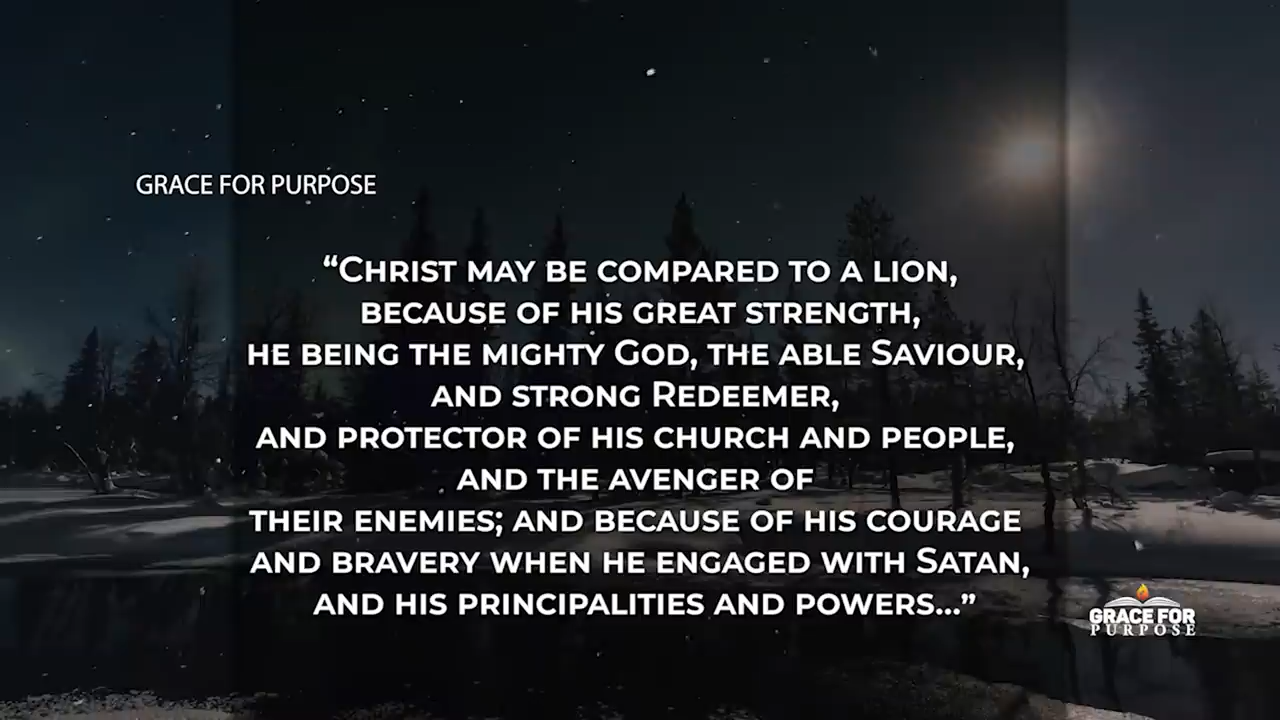 GRACE FOR PURPOSE
“CHRIST MAY BE COMPARED TO A LION,
BECAUSE OF HIS GREAT STRENGTH,
HE BEING THE MIGHTY GOD, THE ABLE SAVIOUR,
AND STRONG REDEEMER,
AND PROTECTOR OF HIS CHURCH AND PEOPLE,
AND THE AVENGER OF
THEIR ENEMIES; AND BECAUSE OF HIS COURAGE
AND BRAVERY WHEN HE ENGAGED WITH SATAN,
AND HIS PRINCIPALITIES AND POWERS...”
GRACE FOR
PURPOSE